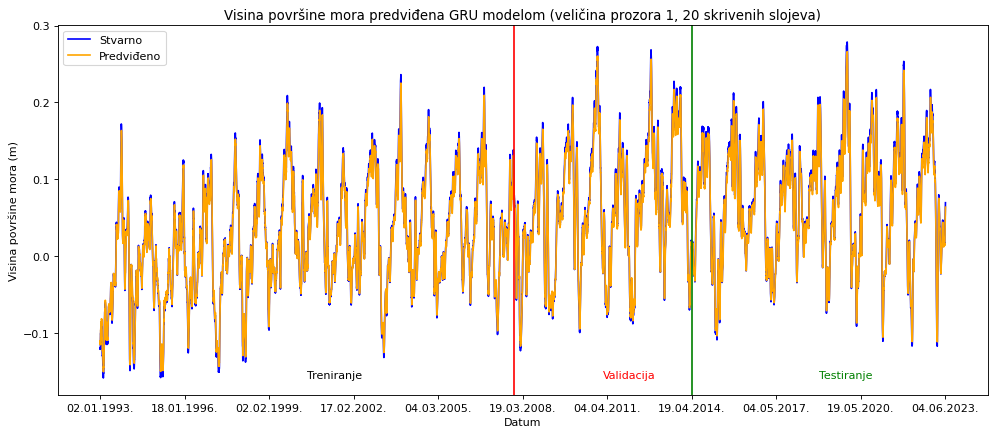 Visina površine mora predviđena GRU modelom (veličina prozora 1, 20 skrivenih slojeva)
Stvarno
Predviđeno
0.3
0.2
0.1
0.0
−0.1
Visina površine mora (m)
Treniranje
Validacija
Testiranje
02.01.1993. 18.01.1996. 02.02.1999. 17.02.2002. 04.03.2005. 19.03.2008. 04.04.2011. 19.04.2014. 04.05.2017. 19.05.2020. 04.06.2023.
Datum